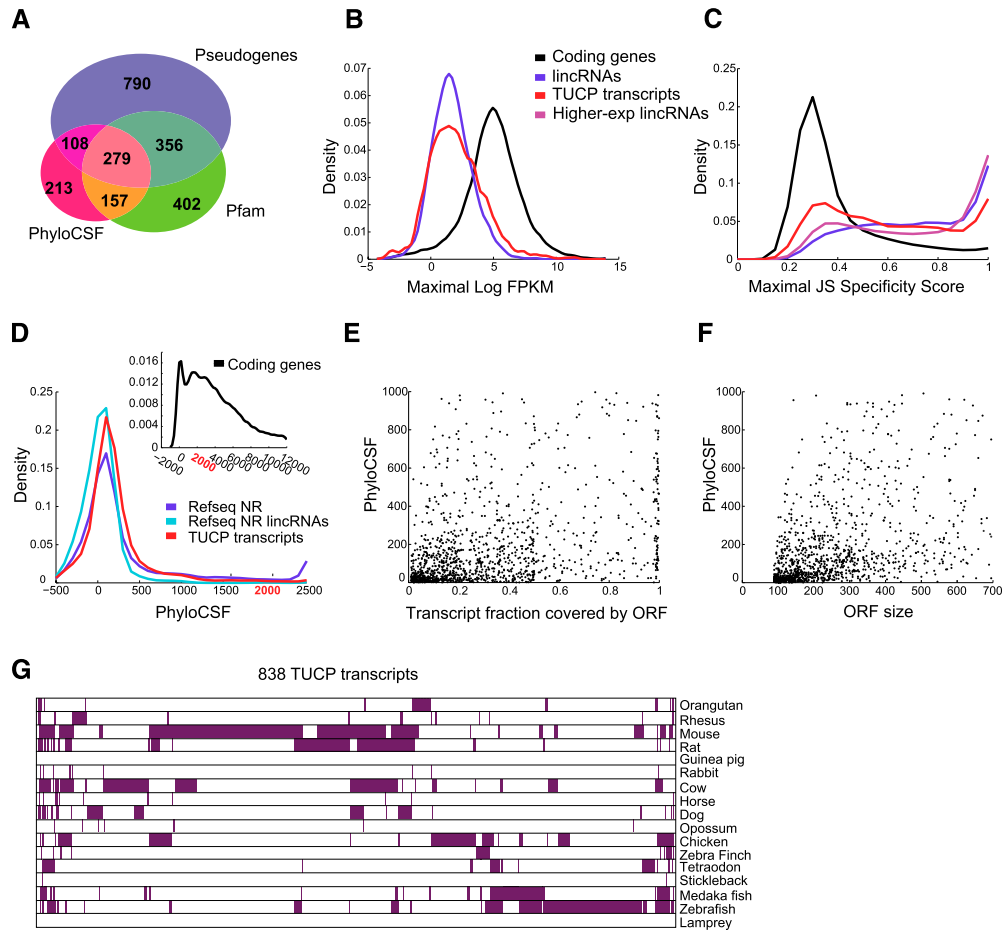 A
Pseudogenes
790
108
279
356
213
157
402
PhyloCSF
Pfam
B
Coding genes
lincRNAs
TUCP transcripts
Higher-exp lincRNAs
0.07
0.06
0.05
0.04
0.03
0.02
0.01
0
Density
−5 0 5 10 15
Maximal Log FPKM
C
0.25
0.2
0.15
0.1
0.05
0
Density
0 0.2 0.4 0.6 0.8 1
Maximal JS Specificity Score
D
0.016
0.012
0.008
0.004
0
Coding genes
−2000 0 2000 4000 6000 8000 10000 12000
0.25
0.2
0.15
0.1
0.05
0
Density
Refseq NR
Refseq NR lincRNAs
TUCP transcripts
−500 0 500 1000 1500 2000 2500
PhyloCSF
E
1000
800
600
400
200
0
PhyloCSF
0 0.2 0.4 0.6 0.8 1
Transcript fraction covered by ORF
F
1000
800
600
400
200
0
PhyloCSF
0 100 200 300 400 500 600 700
ORF size
G
838 TUCP transcripts
Orangutan
Rhesus
Mouse
Rat
Guinea pig
Rabbit
Cow
Horse
Dog
Opossum
Chicken
Zebra Finch
Tetraodon
Stickleback
Medaka fish
Zebrafish
Lamprey